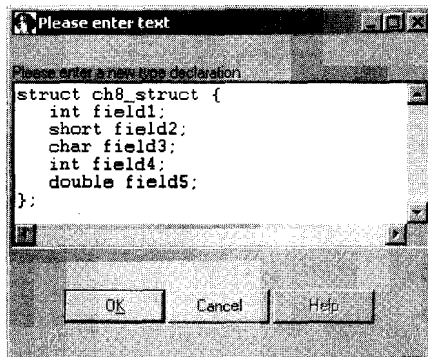 Please enter text
Please enter a new type declaration
struct ch8_struct {
   int field1;
   short field2;
   char field3;
   int field4;
   double field5;
};
OK
Cancel
Help